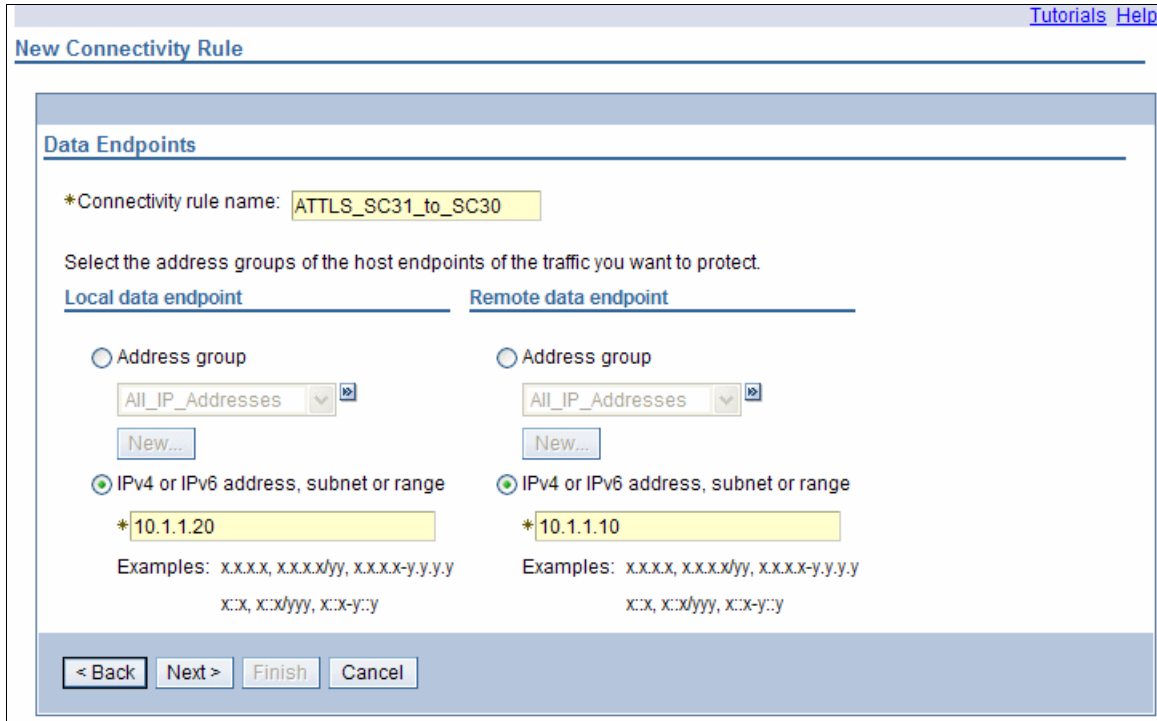 Tutorials Help
New Connectivity Rule
Data Endpoints
*Connectivity rule name: ATTLS_SC31_to_SC30
Select the address groups of the host endpoints of the traffic you want to protect.
Local data endpoint Remote data endpoint
Address group Address group
All_IP_Addresses All_IP_Addresses
New... New...
IPv4 or IPv6 address, subnet or range IPv4 or IPv6 address, subnet or range
*10.1.1.20 *10.1.1.10
Examples: x.x.x.x, x.x.x.x/yy, x.x.x.x-y.y.y.y Examples: x.x.x.x, x.x.x.x/yy, x.x.x.x-y.y.y.y
x::x, x::x/yyy, x::x-y::y x::x, x::x/yyy, x::x-y::y
< Back Next > Finish Cancel